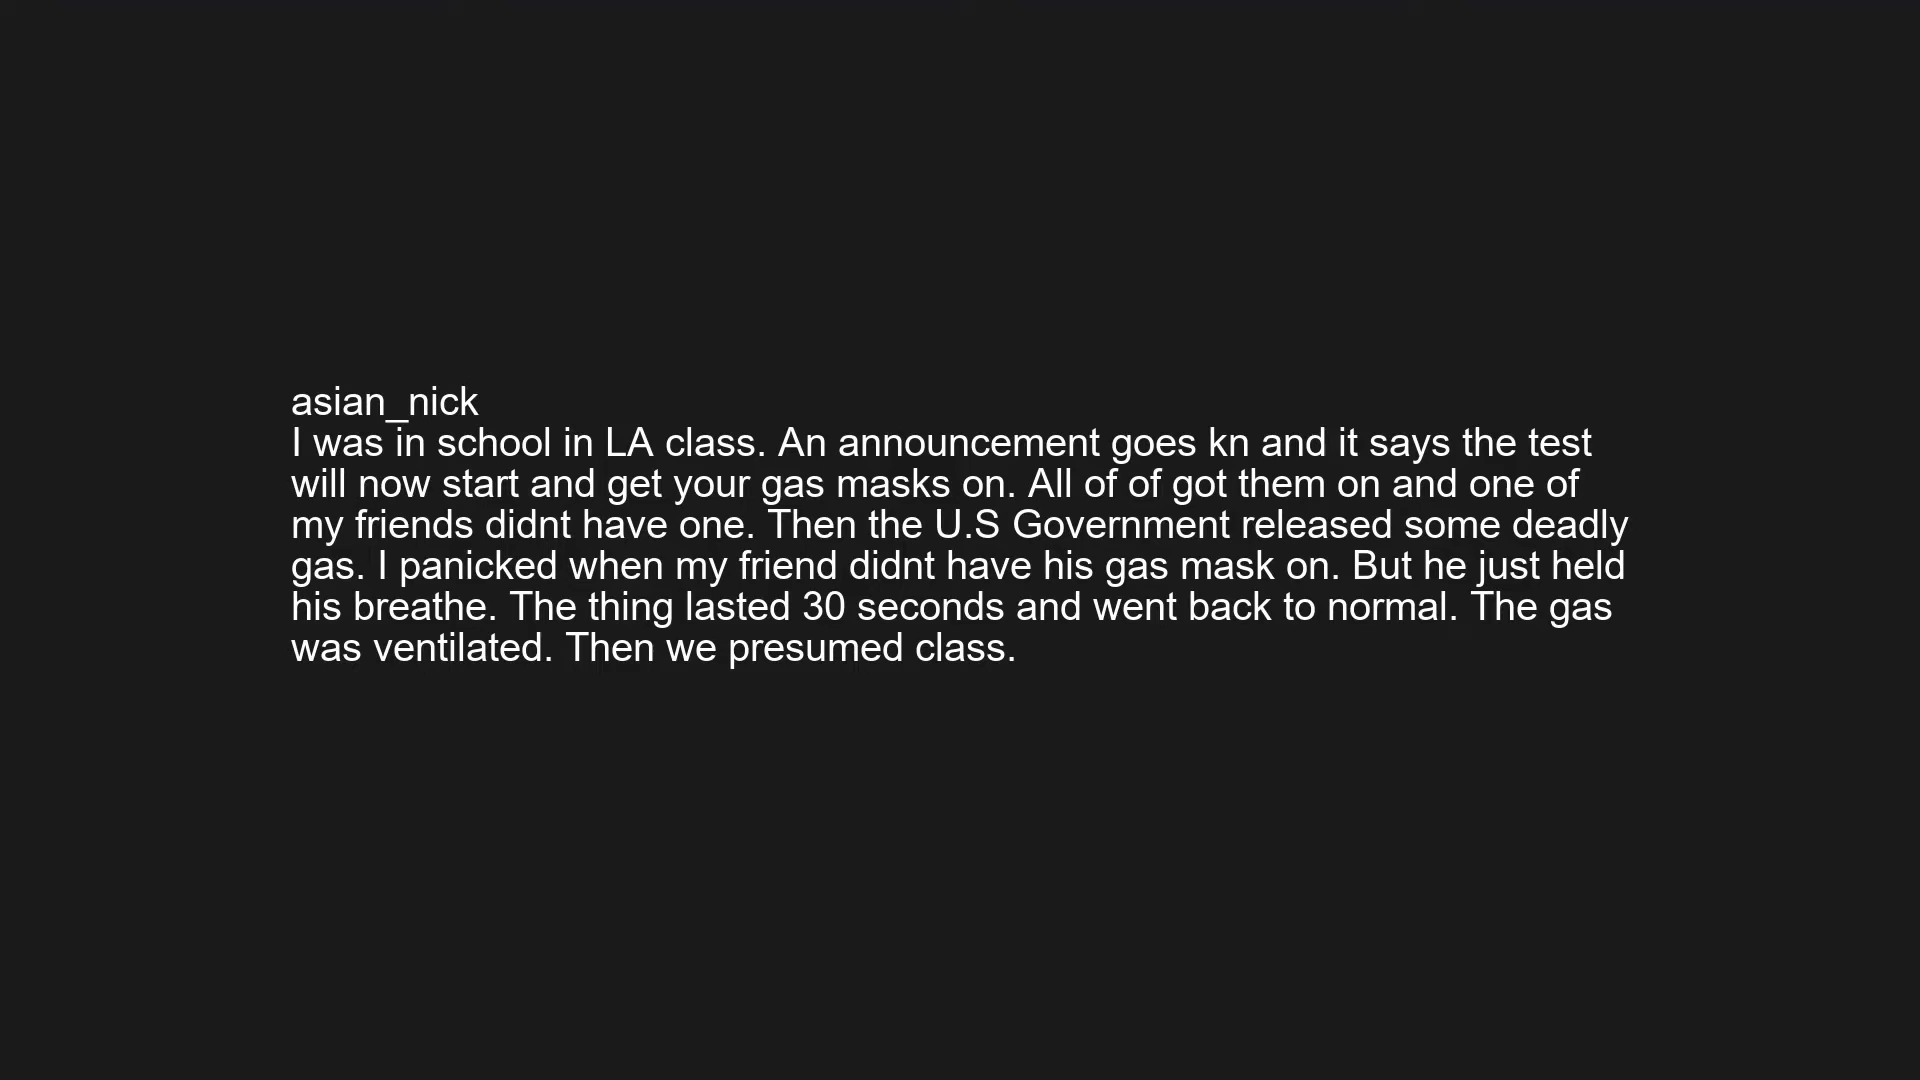 asian_nick
I was in school in LA class. An announcement goes kn and it says the test
will now start and get your gas masks on. All of of got them on and one of
my friends didnt have one. Then the U.S Government released some deadly
gas. I panicked when my friend didnt have his gas mask on. But he just held
his breathe. The thing lasted 30 seconds and went back to normal. The gas
was ventilated. Then we presumed class.